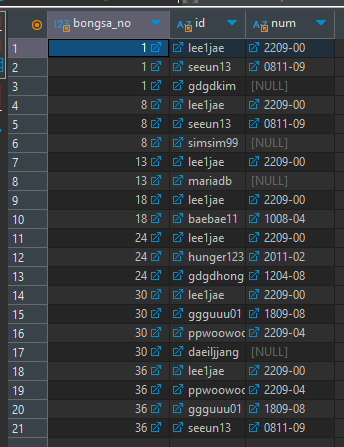 bongsa_no id num
1 1 lee1jae 2209-00
2 1 seeun13 0811-09
3 1 gdgdkim [NULL]
4 8 lee1jae 2209-00
5 8 seeun13 0811-09
6 8 simsim99 [NULL]
7 13 lee1jae 2209-00
8 13 mariadb [NULL]
9 18 lee1jae 2209-00
10 18 baebae11 1008-04
11 24 lee1jae 2209-00
12 24 hunger123 2011-02
13 24 gdgdhong 1204-08
14 30 lee1jae 2209-00
15 30 ggguuu01 1809-08
16 30 ppwoowoo 2209-04
17 30 daeiljjang [NULL]
18 36 lee1jae 2209-00
19 36 ppwoowoo 2209-04
20 36 ggguuu01 1809-08
21 36 seeun13 0811-09